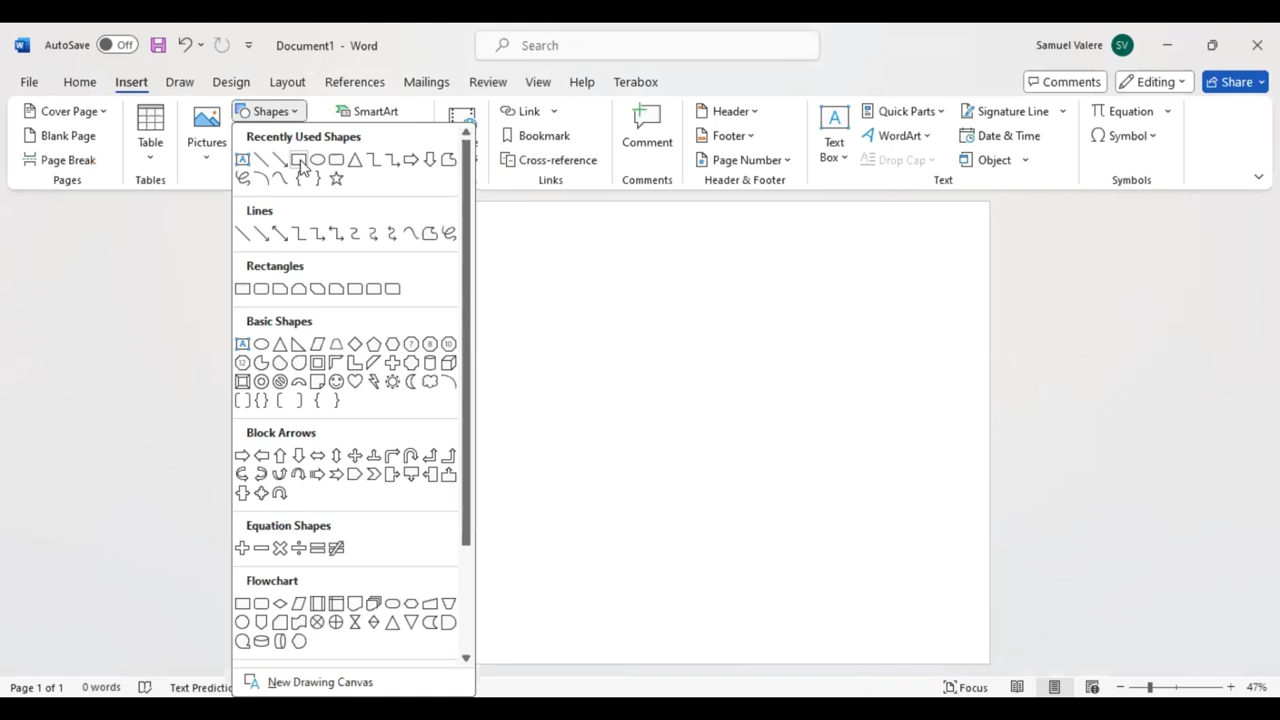 AutoSave Off Document1 - Word Search Samuel Valere SV
File Home Insert Draw Design Layout References Mailings Review View Help Terabox Comments Editing Share
Cover Page Shapes SmartArt Link Header Quick Parts Signature Line Equation
Blank Page Bookmark Footer WordArt Date & Time Symbol
Table Pictures Comment Text Box
Page Break Cross-reference Page Number Drop Cap Object
Pages Tables Links Comments Header & Footer Text Symbols
Recently Used Shapes
Lines
Rectangles
Basic Shapes
Block Arrows
Equation Shapes
Flowchart
New Drawing Canvas
Page 1 of 1 0 words Text Predictio Focus 47%